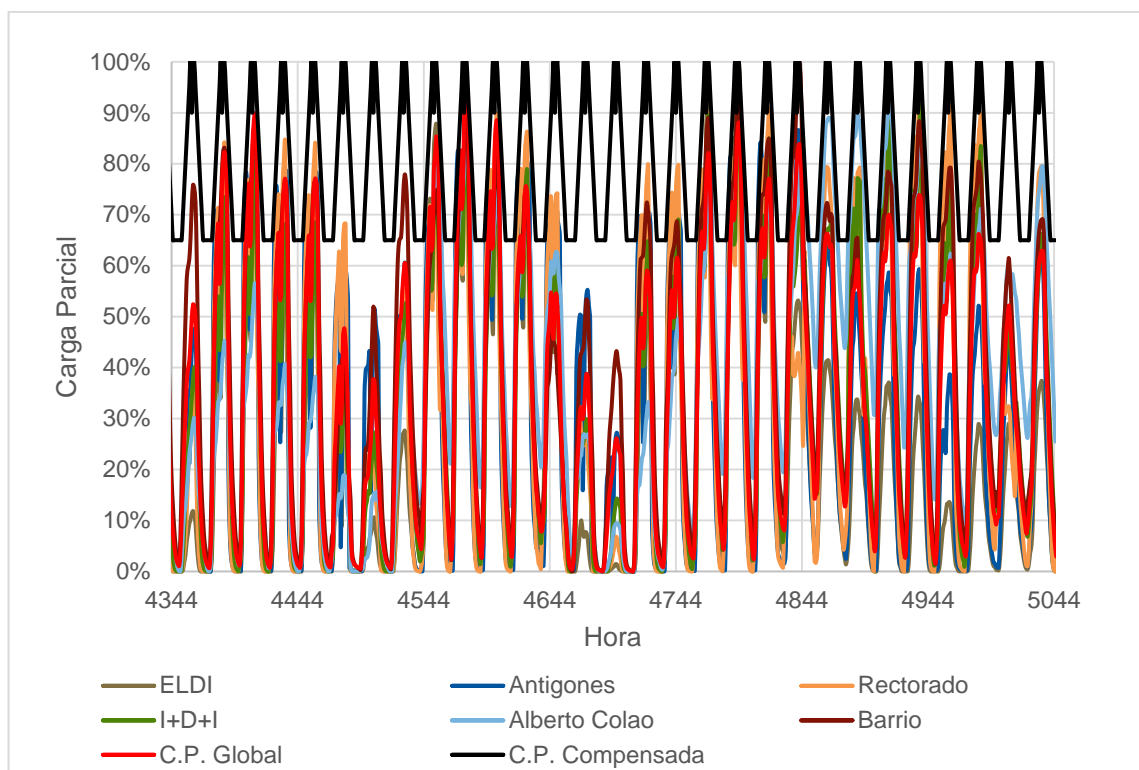 100%
90%
80%
70%
60%
50%
40%
30%
20%
10%
0%
Carga Parcial
4344 4444 4544 4644 4744 4844 4944 5044
Hora
ELDI Antigones Rectorado
I+D+I Alberto Colao Barrio
C.P. Global C.P. Compensada